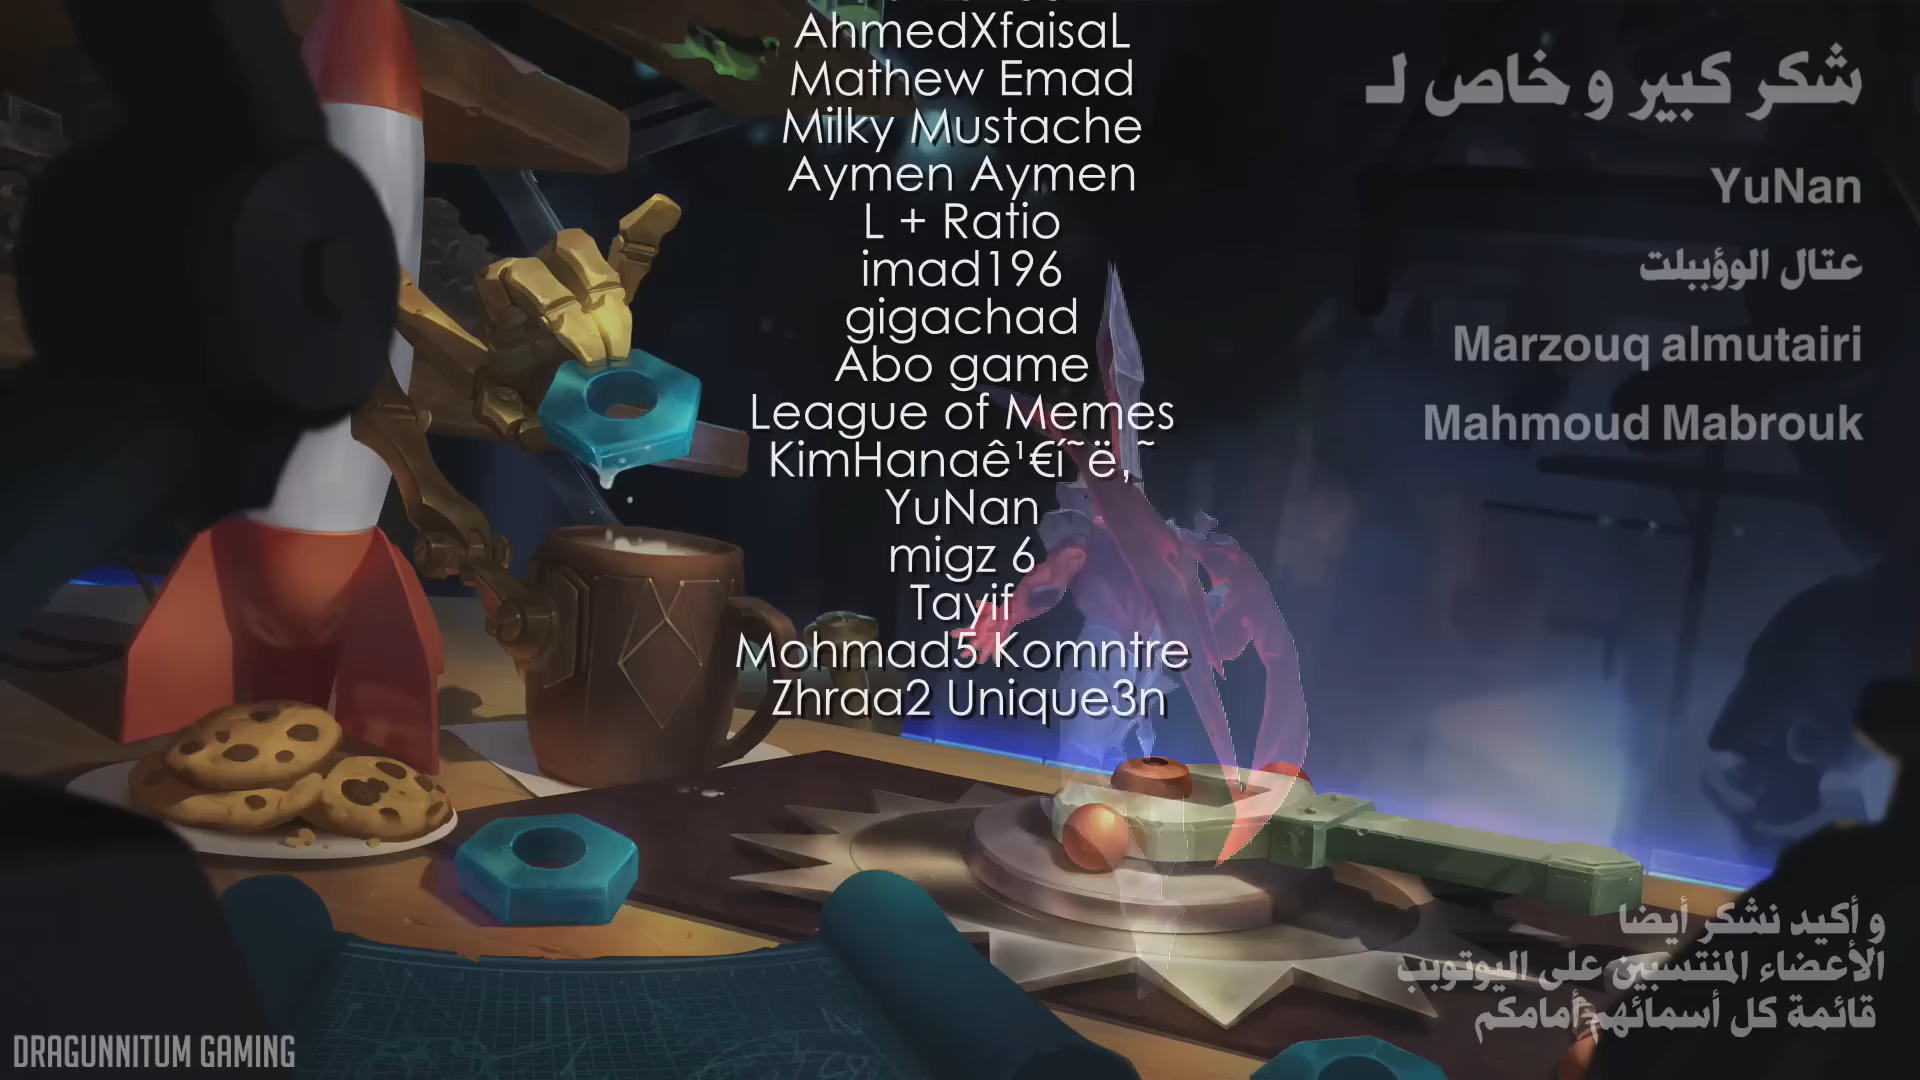 AhmedXfaisaL
Mathew Emad
Milky Mustache
Aymen Aymen
L + Ratio
imad196
gigachad
Abo game
League of Memes
KimHanaê¹€í˜ë‚˜
YuNan
migz 6
Tayif
Mohmad5 Komntre
Zhraa2 Unique3n
شكر كبير و خاص لـ
YuNan
عتال الوؤيبلت
Marzouq almutairi
Mahmoud Mabrouk
و أكيد نشكر أيضا
الأعضاء المنتسبين على اليوتوب
قائمة كل أسمائهم أمامكم
DRAGUNNITUM GAMING